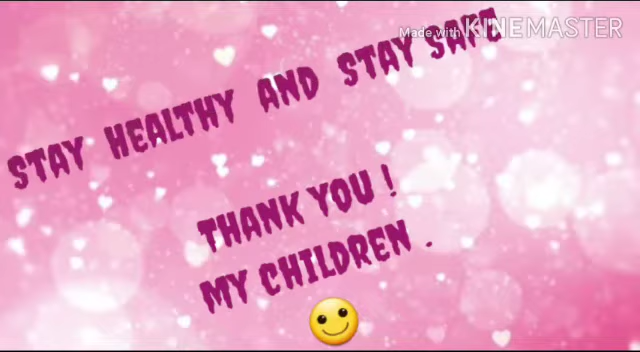 Made with KINEMASTER
STAY HEALTHY AND STAY SAFE
THANK YOU !
MY CHILDREN .